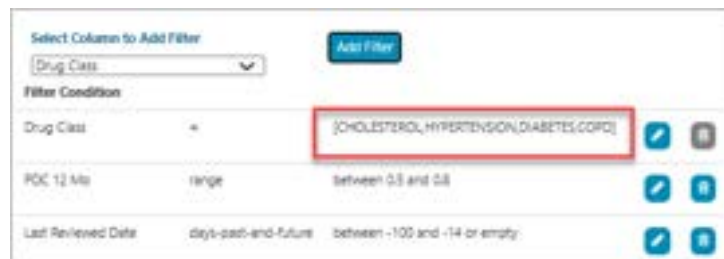 Select Column to Add Filter
Add Filter
Drug Class
Filter Condition
Drug Class = [CHOLESTEROL,HYPERTENSION,DIABETES,COPD]
PDC 12 Mo range between 0.5 and 0.8
Last Reviewed Date days-past-and-future between -100 and -14 or empty